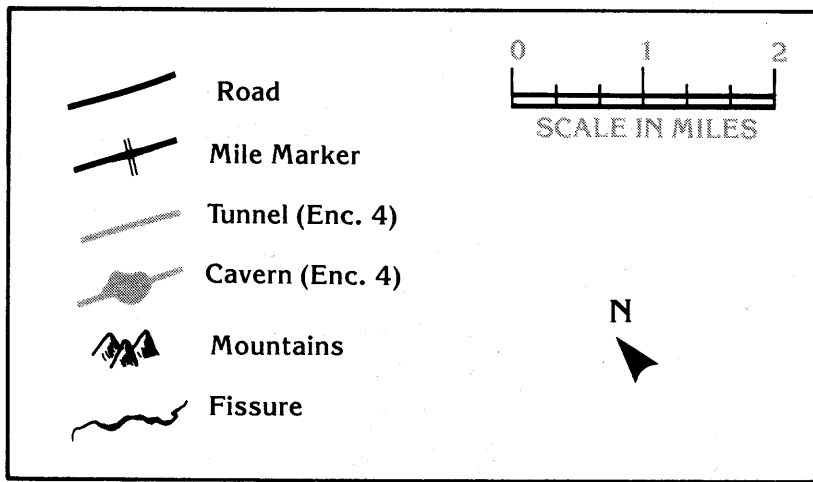 Road
Mile Marker
Tunnel (Enc. 4)
Cavern (Enc. 4)
Mountains
Fissure
0 1 2
SCALE IN MILES
N